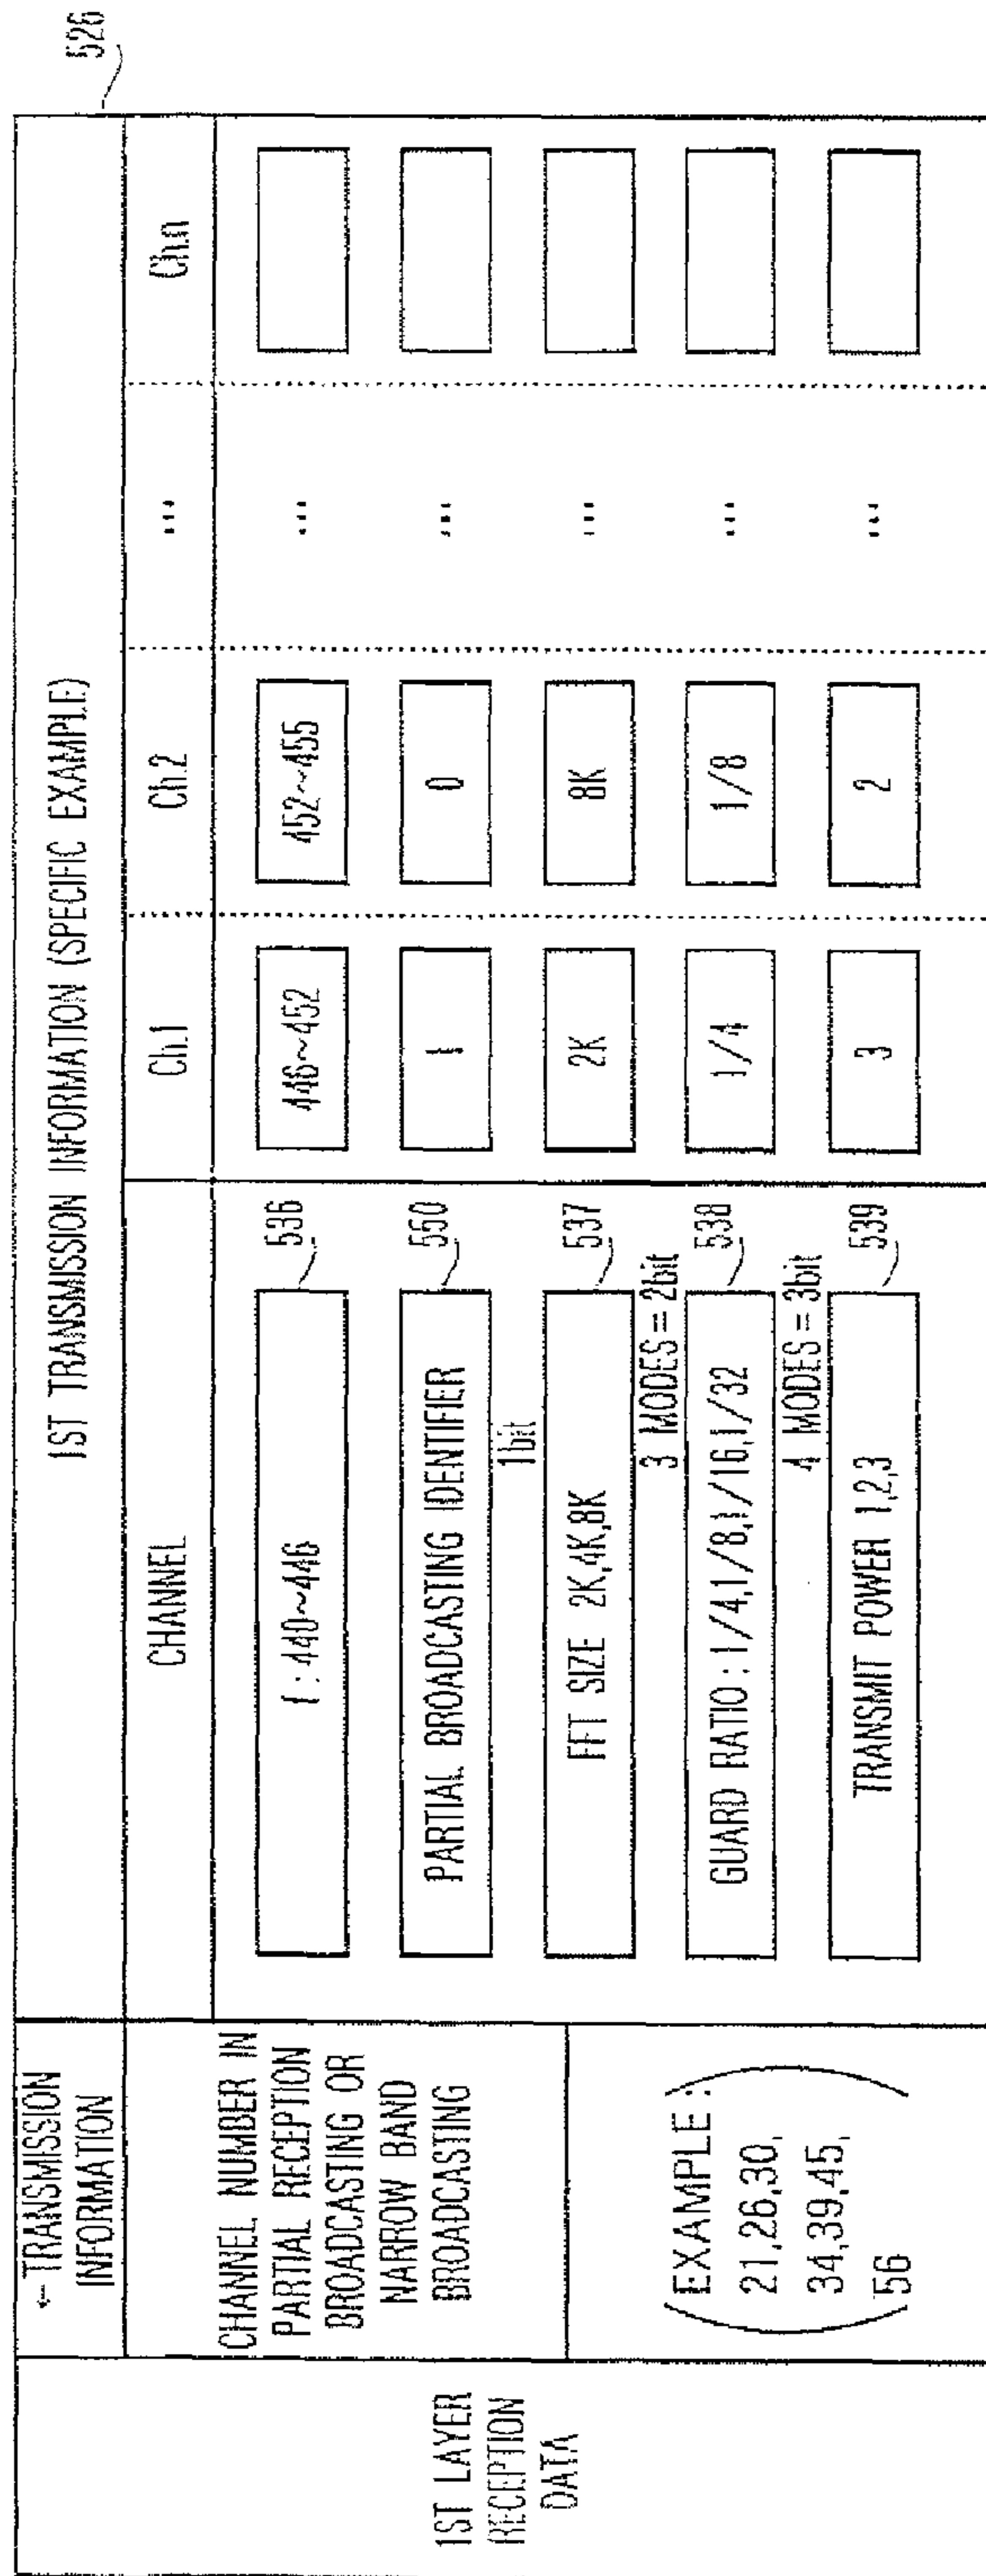 526
← TRANSMISSION
INFORMATION
1ST TRANSMISSION INFORMATION (SPECIFIC EXAMPLE)
1ST LAYER
RECEPTION
DATA
CHANNEL NUMBER IN
PARTIAL RECEPTION
BROADCASTING OR
NARROW BAND
BROADCASTING
(EXAMPLE :
21,26,30,
34,39,45,
56)
CHANNEL
Ch.1
Ch.2
...
Ch.n
f : 440~446
536
446~452
452~455
...
PARTIAL BROADCASTING IDENTIFIER
550
1
0
...
1bit
FFT SIZE 2K,4K,8K
537
2K
8K
...
3 MODES = 2bit
GUARD RATIO : 1/4,1/8,1/16,1/32
538
1/4
1/8
...
4 MODES = 3bit
TRANSMIT POWER 1,2,3
539
3
2
...